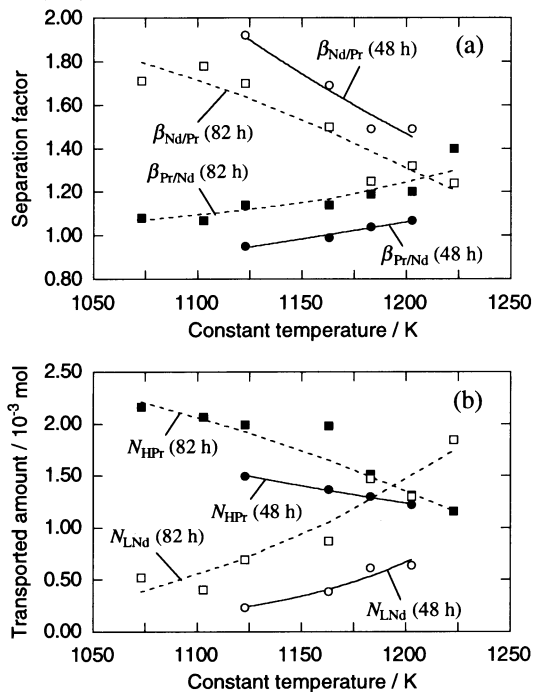 2.00
1.80
1.60
1.40
1.20
1.00
0.80
Separation factor
(a)
βNd/Pr (48 h)
βNd/Pr (82 h)
βPr/Nd (82 h)
βPr/Nd (48 h)
1050 1100 1150 1200 1250
Constant temperature / K
2.50
2.00
1.50
1.00
0.50
0.00
Transported amount / 10⁻³ mol
(b)
NHPr (82 h)
NHPr (48 h)
NLNd (82 h)
NLNd (48 h)
1050 1100 1150 1200 1250
Constant temperature / K